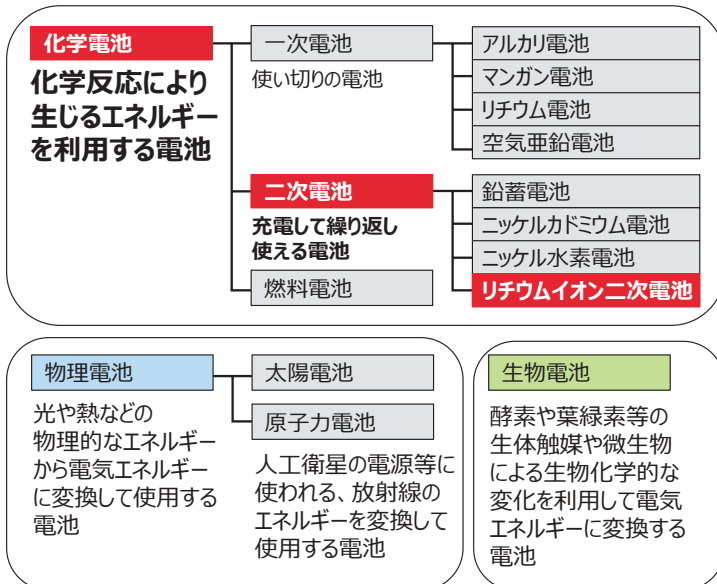 化学電池
化学反応により
生じるエネルギー
を利用する電池
一次電池
使い切りの電池
アルカリ電池
マンガン電池
リチウム電池
空気亜鉛電池
二次電池
充電して繰り返し
使える電池
鉛蓄電池
ニッケルカドミウム電池
ニッケル水素電池
リチウムイオン二次電池
燃料電池
物理電池
光や熱などの
物理的なエネルギー
から電気エネルギー
に変換して使用する
電池
太陽電池
原子力電池
人工衛星の電源等に
使われる、放射線の
エネルギーを変換して
使用する電池
生物電池
酵素や葉緑素等の
生体触媒や微生物
による生物化学的な
変化を利用して電気
エネルギーに変換する
電池